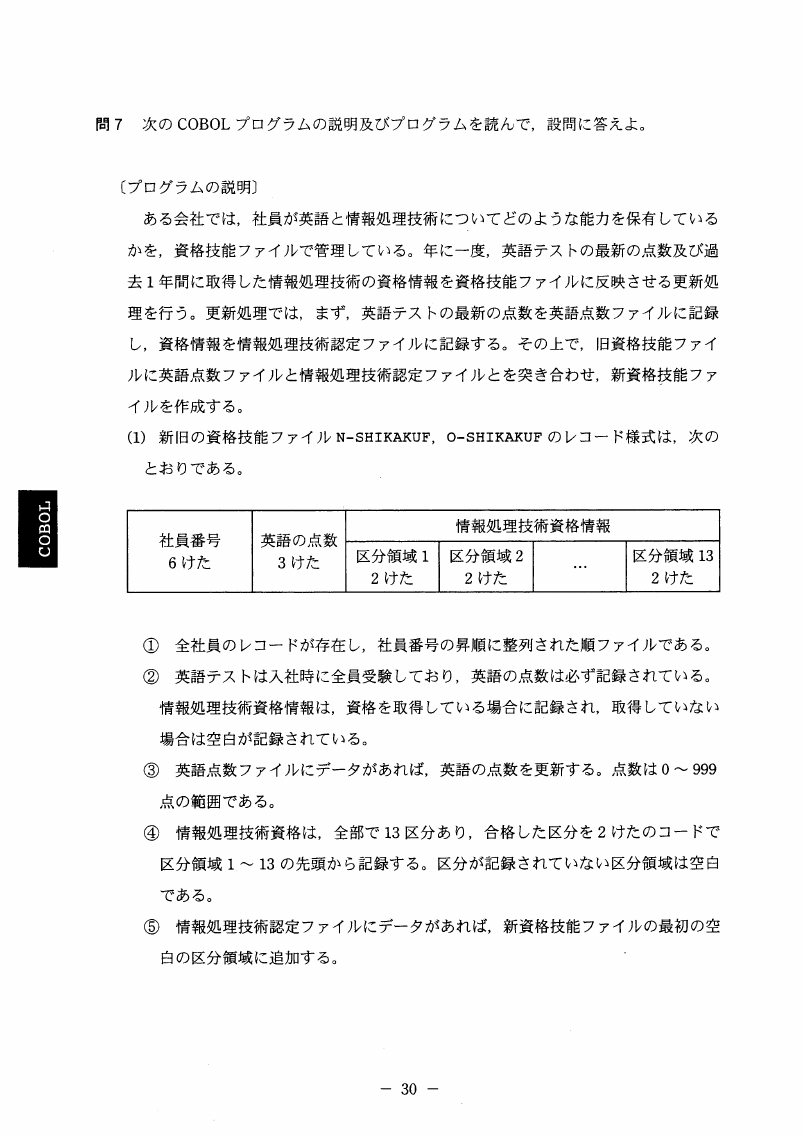 問7 次の COBOL プログラムの説明及びプログラムを読んで，設問に答えよ。
〔プログラムの説明〕
ある会社では，社員が英語と情報処理技術についてどのような能力を保有している
かを，資格技能ファイルで管理している。年に一度，英語テストの最新の点数及び過
去1年間に取得した情報処理技術の資格情報を資格技能ファイルに反映させる更新処
理を行う。更新処理では，まず，英語テストの最新の点数を英語点数ファイルに記録
し，資格情報を情報処理技術認定ファイルに記録する。その上で，旧資格技能ファイ
ルに英語点数ファイルと情報処理技術認定ファイルとを突き合わせ，新資格技能ファ
イルを作成する。
(1) 新旧の資格技能ファイル N-SHIKAKUF，O-SHIKAKUF のレコード様式は，次の
とおりである。
COBOL
社員番号
6けた
英語の点数
3けた
情報処理技術資格情報
区分領域1
2けた
区分領域2
2けた
…
区分領域13
2けた
① 全社員のレコードが存在し，社員番号の昇順に整列された順ファイルである。
② 英語テストは入社時に全員受験しており，英語の点数は必ず記録されている。
情報処理技術資格情報は，資格を取得している場合に記録され，取得していない
場合は空白が記録されている。
③ 英語点数ファイルにデータがあれば，英語の点数を更新する。点数は0～999
点の範囲である。
④ 情報処理技術資格は，全部で13区分あり，合格した区分を2けたのコードで
区分領域1～13の先頭から記録する。区分が記録されていない区分領域は空白
である。
⑤ 情報処理技術認定ファイルにデータがあれば，新資格技能ファイルの最初の空
白の区分領域に追加する。
－ 30 －